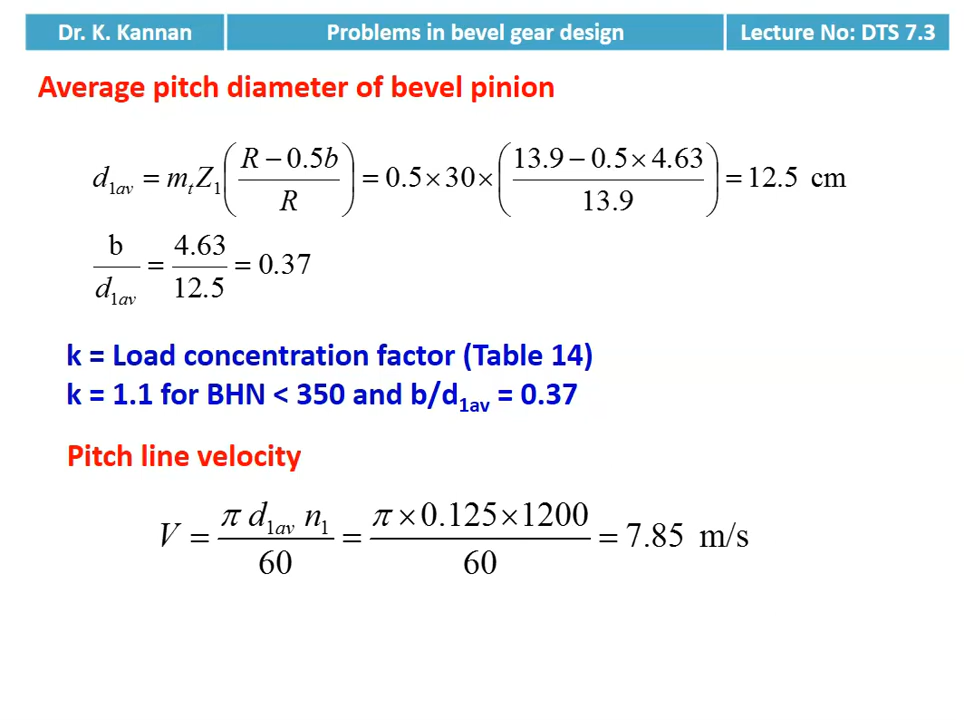 Dr. K. Kannan
Problems in bevel gear design
Lecture No: DTS 7.3
Average pitch diameter of bevel pinion
d₁ₐᵥ = mₜZ₁((R − 0.5b)/R) = 0.5×30×((13.9 − 0.5×4.63)/13.9) = 12.5 cm
b/d₁ₐᵥ = 4.63/12.5 = 0.37
k = Load concentration factor (Table 14)
k = 1.1 for BHN < 350 and b/d₁ₐᵥ = 0.37
Pitch line velocity
V = (π d₁ₐᵥ n₁)/60 = (π×0.125×1200)/60 = 7.85 m/s